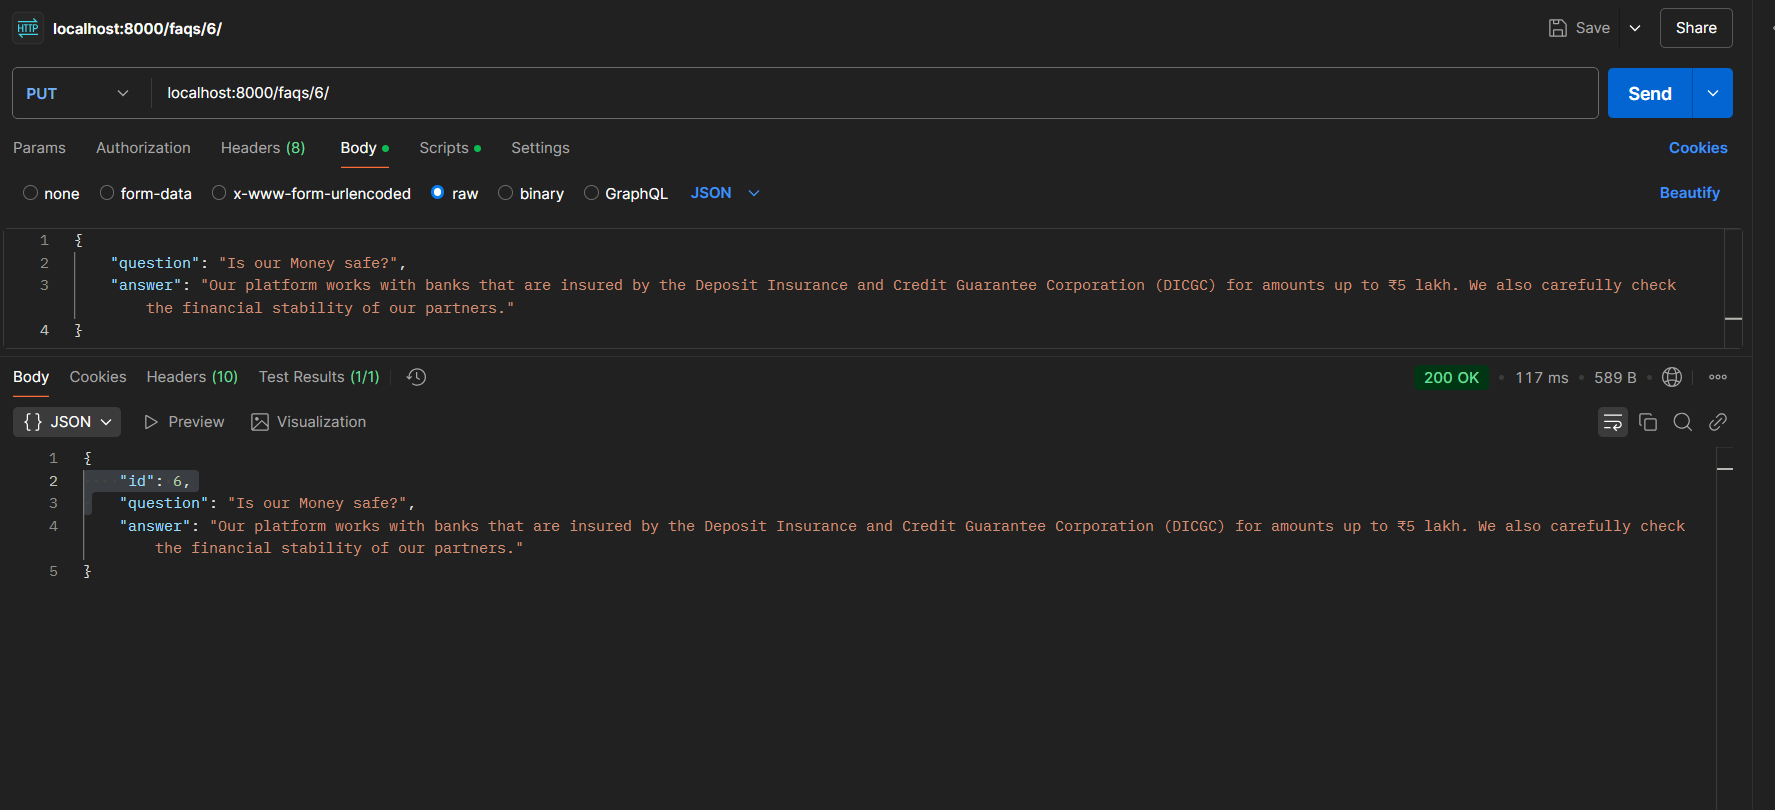 HTTP localhost:8000/faqs/6/ Save Share
PUT localhost:8000/faqs/6/ Send
Params Authorization Headers (8) Body Scripts Settings Cookies
none form-data x-www-form-urlencoded raw binary GraphQL JSON Beautify
1 {
2 "question": "Is our Money safe?",
3 "answer": "Our platform works with banks that are insured by the Deposit Insurance and Credit Guarantee Corporation (DICGC) for amounts up to ₹5 lakh. We also carefully check
the financial stability of our partners."
4 }
Body Cookies Headers (10) Test Results (1/1) 200 OK • 117 ms • 589 B
{} JSON Preview Visualization
1 {
2 "id": 6,
3 "question": "Is our Money safe?",
4 "answer": "Our platform works with banks that are insured by the Deposit Insurance and Credit Guarantee Corporation (DICGC) for amounts up to ₹5 lakh. We also carefully check
the financial stability of our partners."
5 }